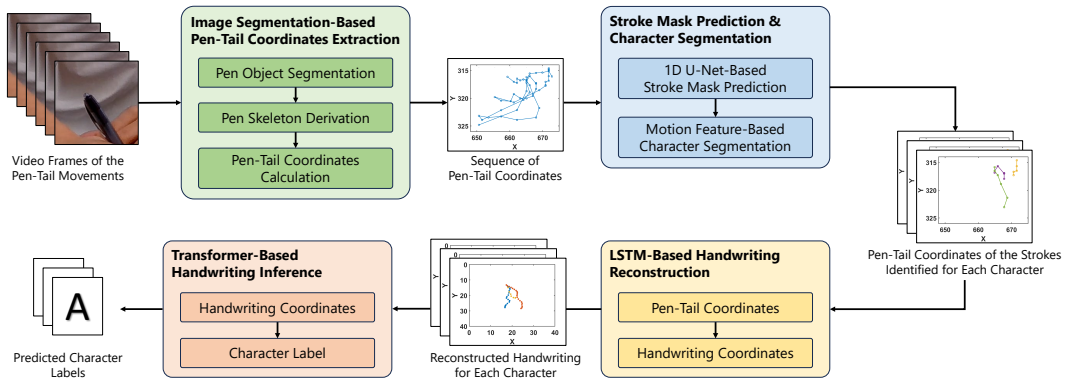 Image Segmentation-Based
Pen-Tail Coordinates Extraction
Pen Object Segmentation
Pen Skeleton Derivation
Pen-Tail Coordinates
Calculation
Video Frames of the
Pen-Tail Movements
315
320
325
Y
650
660
670
X
Sequence of
Pen-Tail Coordinates
Stroke Mask Prediction &
Character Segmentation
1D U-Net-Based
Stroke Mask Prediction
Motion Feature-Based
Character Segmentation
Y
Y
Y
315
320
325
650
660
670
X
Pen-Tail Coordinates of the Strokes
Identified for Each Character
LSTM-Based Handwriting
Reconstruction
Pen-Tail Coordinates
Handwriting Coordinates
0
0
Y
Y
Y
0
10
20
30
40
0
10
20
30
40
X
Reconstructed Handwriting
for Each Character
Transformer-Based
Handwriting Inference
Handwriting Coordinates
Character Label
A
Predicted Character
Labels